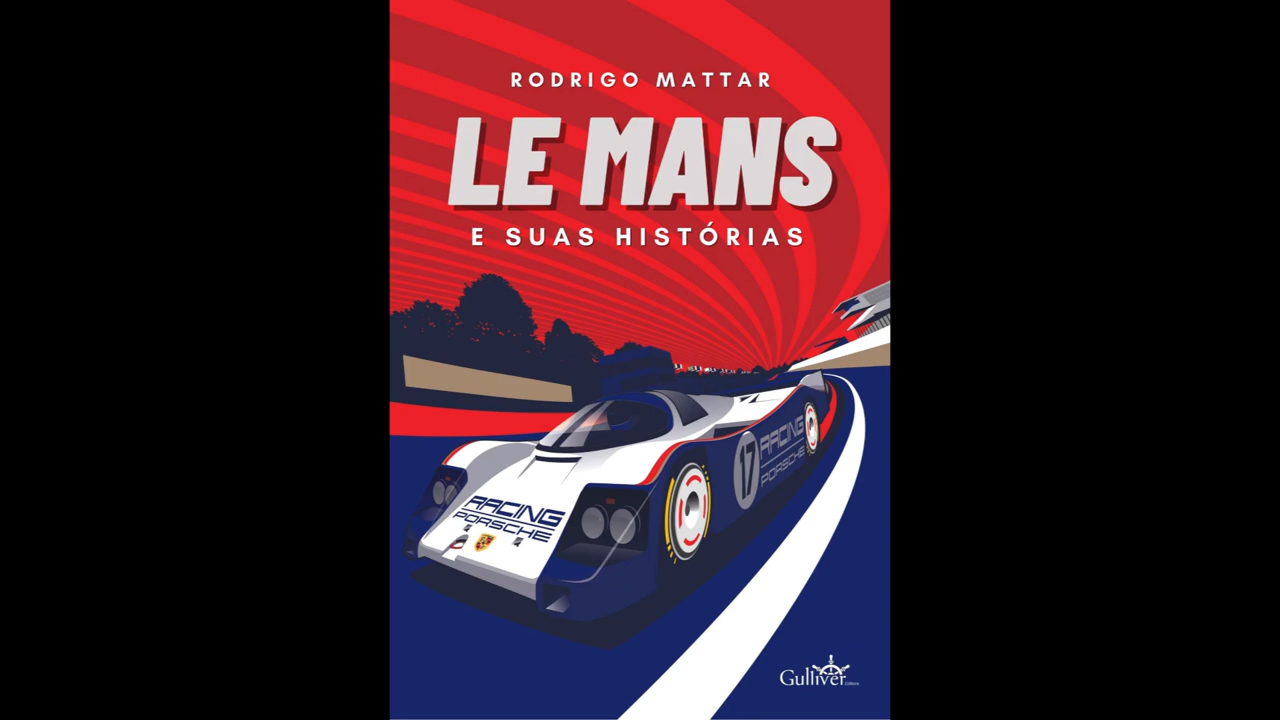 RODRIGO MATTAR
LE MANS
E SUAS HISTÓRIAS
17
RACING
PORSCHE
RACING
PORSCHE
Gulliver